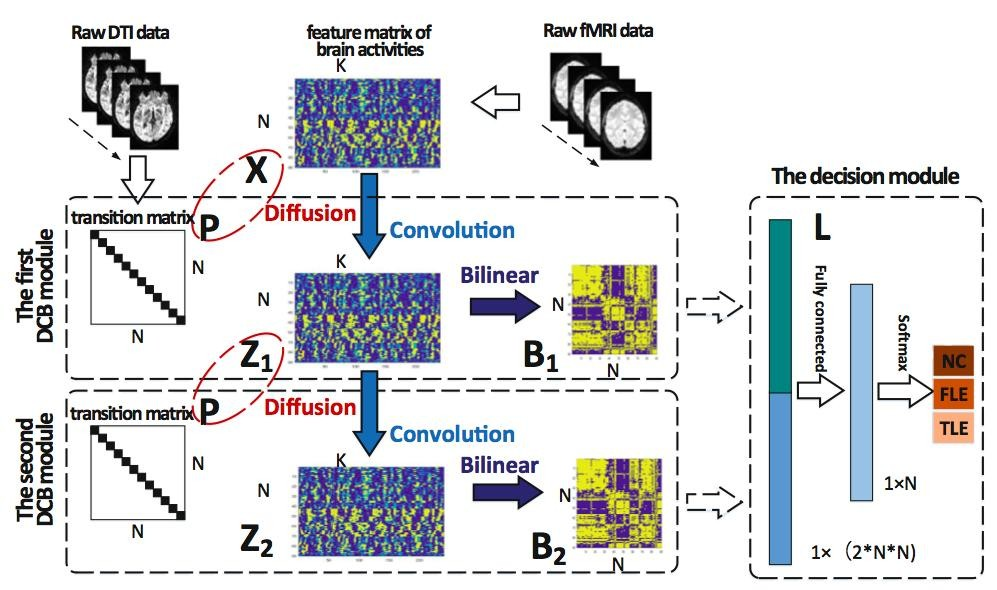 Raw DTI data
feature matrix of
brain activities
Raw fMRI data
K
N
X
The first
DCB module
transition matrix
P
N
N
Diffusion
Convolution
K
N
Z1
Bilinear
N
B1
N
The second
DCB module
transition matrix
P
N
N
Diffusion
Convolution
K
N
Z2
Bilinear
N
B2
N
The decision module
L
Fully connected
Softmax
NC
FLE
TLE
1×N
1× (2*N*N)